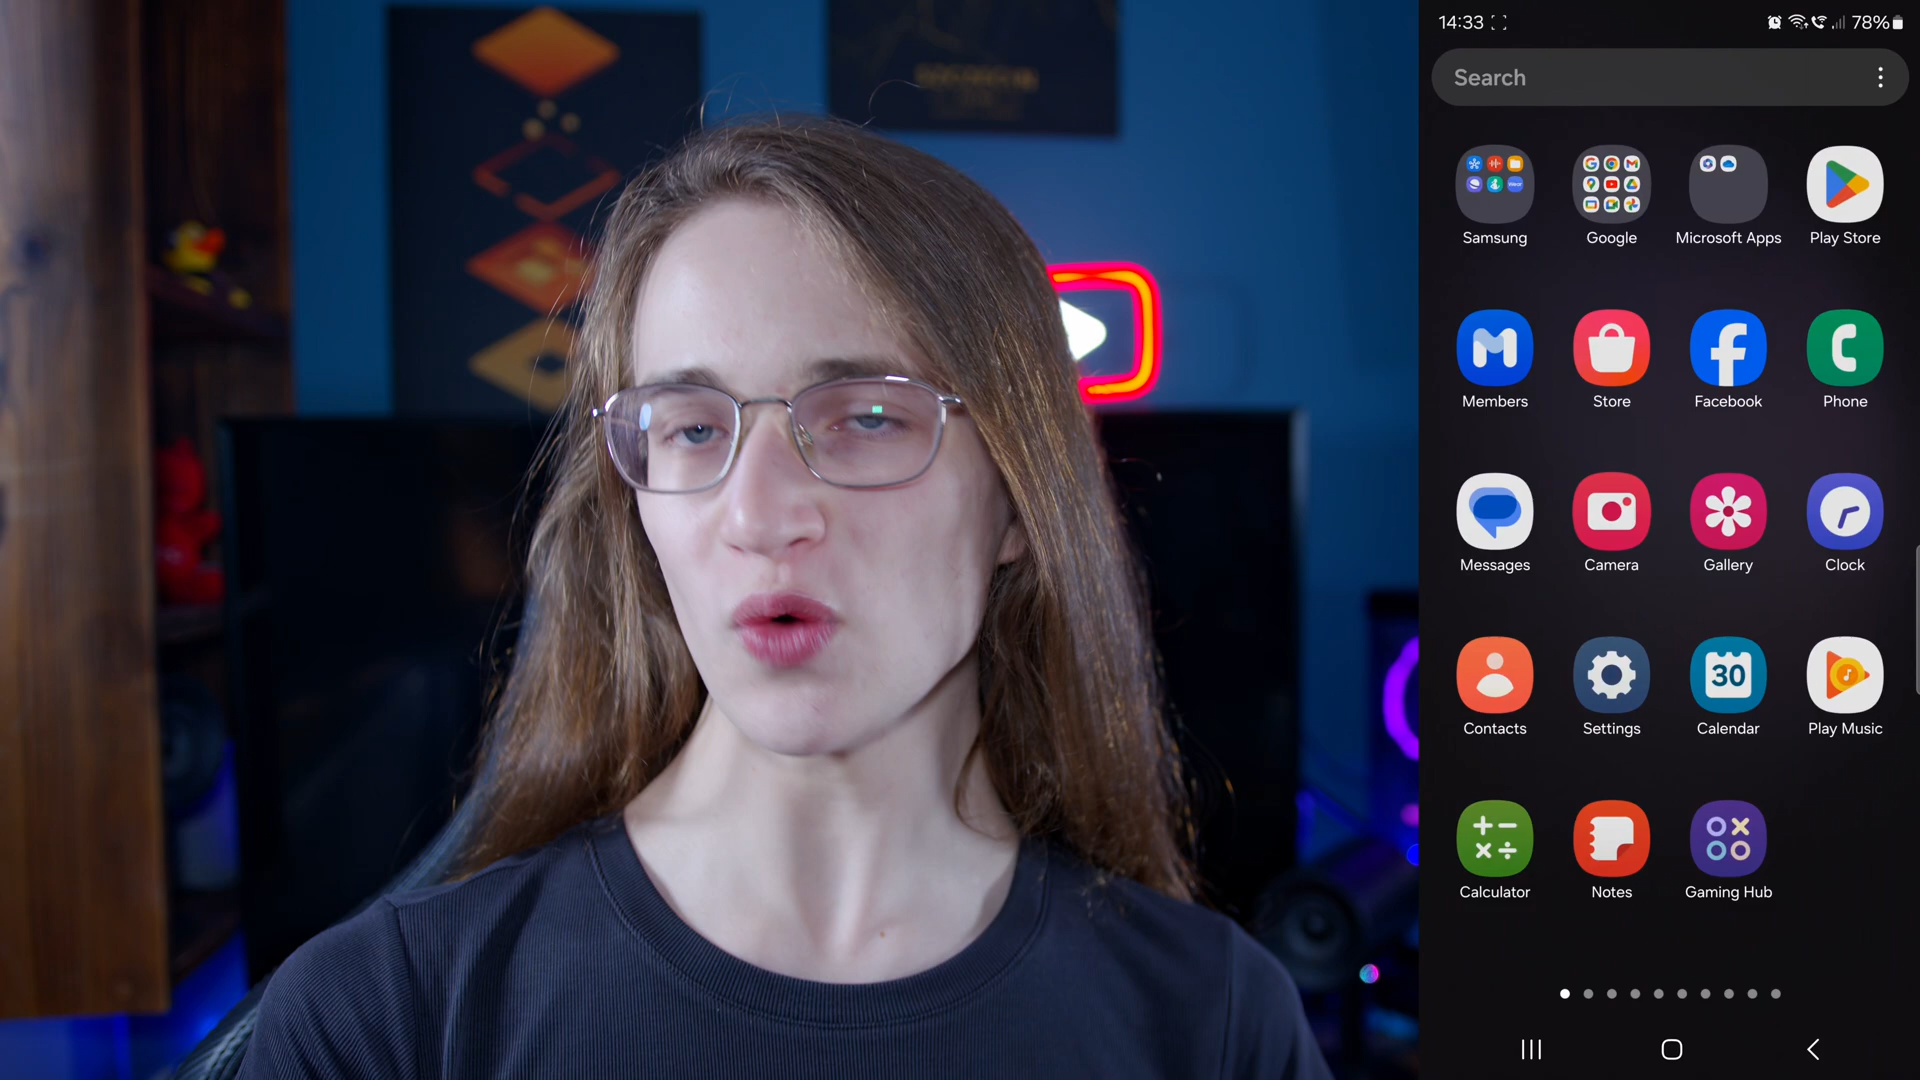 14:33
78%
Search
Samsung
Google
Microsoft Apps
Play Store
Members
Store
Facebook
Phone
Messages
Camera
Gallery
Clock
Contacts
Settings
30
Calendar
Play Music
Calculator
Notes
Gaming Hub